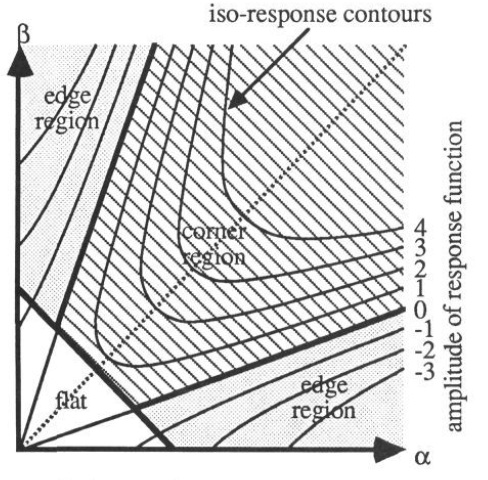 iso-response contours
β
edge
region
corner
region
4
3
2
1
0
-1
-2
-3
amplitude of response function
flat
edge
region
α